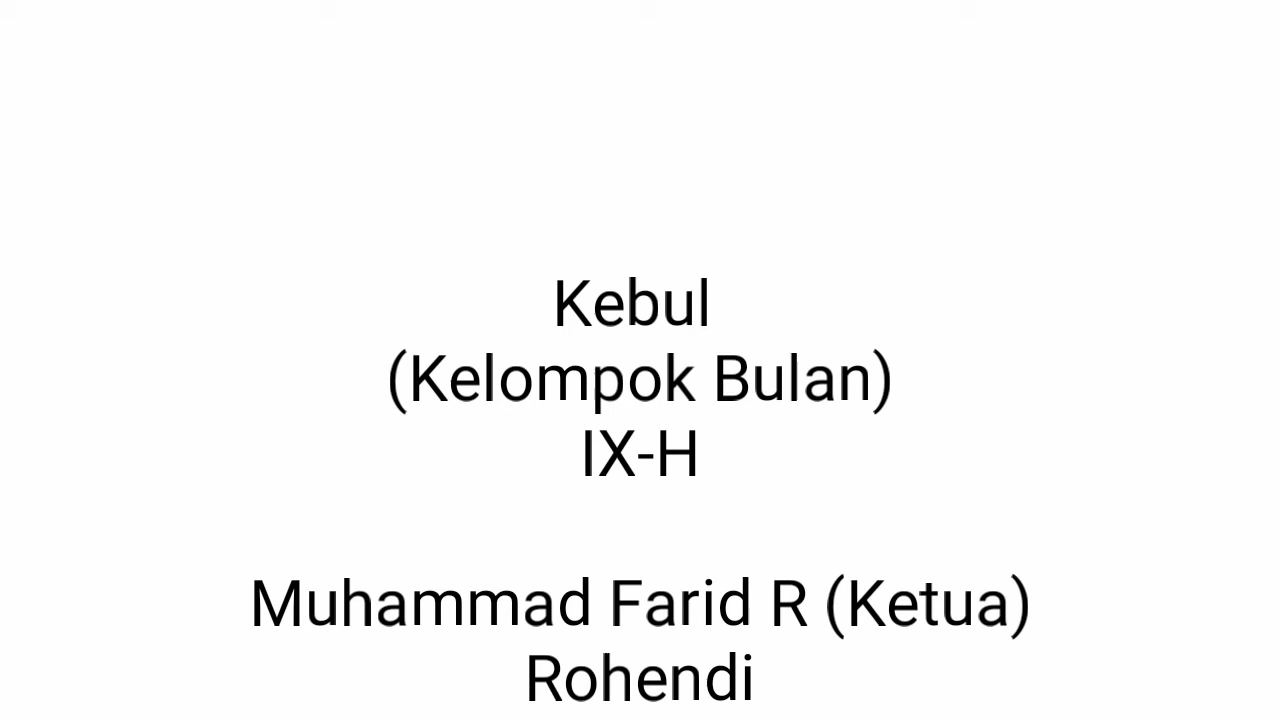 Kebul
(Kelompok Bulan)
IX-H
Muhammad Farid R (Ketua)
Rohendi